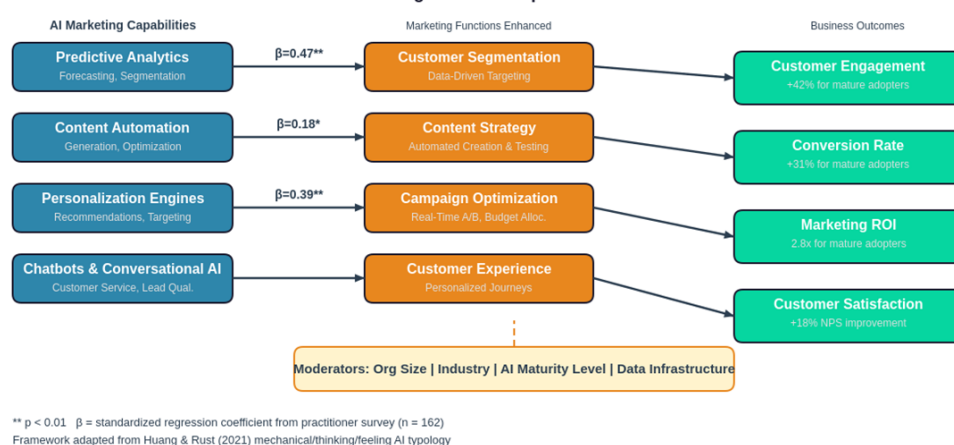 AI Marketing Capabilities
Marketing Functions Enhanced
Business Outcomes
Predictive Analytics
Forecasting, Segmentation
β=0.47**
Customer Segmentation
Data-Driven Targeting
Customer Engagement
+42% for mature adopters
Content Automation
Generation, Optimization
β=0.18*
Content Strategy
Automated Creation & Testing
Conversion Rate
+31% for mature adopters
Personalization Engines
Recommendations, Targeting
β=0.39**
Campaign Optimization
Real-Time A/B, Budget Alloc.
Marketing ROI
2.8x for mature adopters
Chatbots & Conversational AI
Customer Service, Lead Qual.
Customer Experience
Personalized Journeys
Customer Satisfaction
+18% NPS improvement
Moderators: Org Size | Industry | AI Maturity Level | Data Infrastructure
** p < 0.01   β = standardized regression coefficient from practitioner survey (n = 162)
Framework adapted from Huang & Rust (2021) mechanical/thinking/feeling AI typology